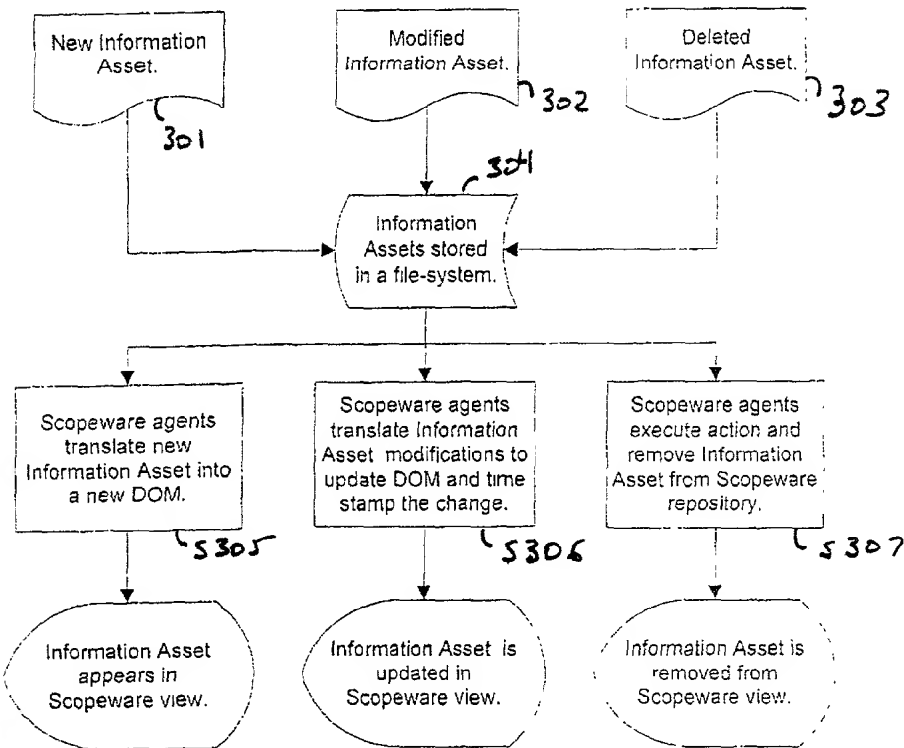 New Information
Asset.
301
Modified
Information Asset.
302
Deleted
Information Asset.
303
304
Information
Assets stored
in a file-system.
Scopeware agents
translate new
Information Asset into
a new DOM.
S305
Scopeware agents
translate Information
Asset modifications to
update DOM and time
stamp the change.
S306
Scopeware agents
execute action and
remove Information
Asset from Scopeware
repository.
S307
Information Asset
appears in
Scopeware view.
Information Asset is
updated in
Scopeware view.
Information Asset is
removed from
Scopeware view.